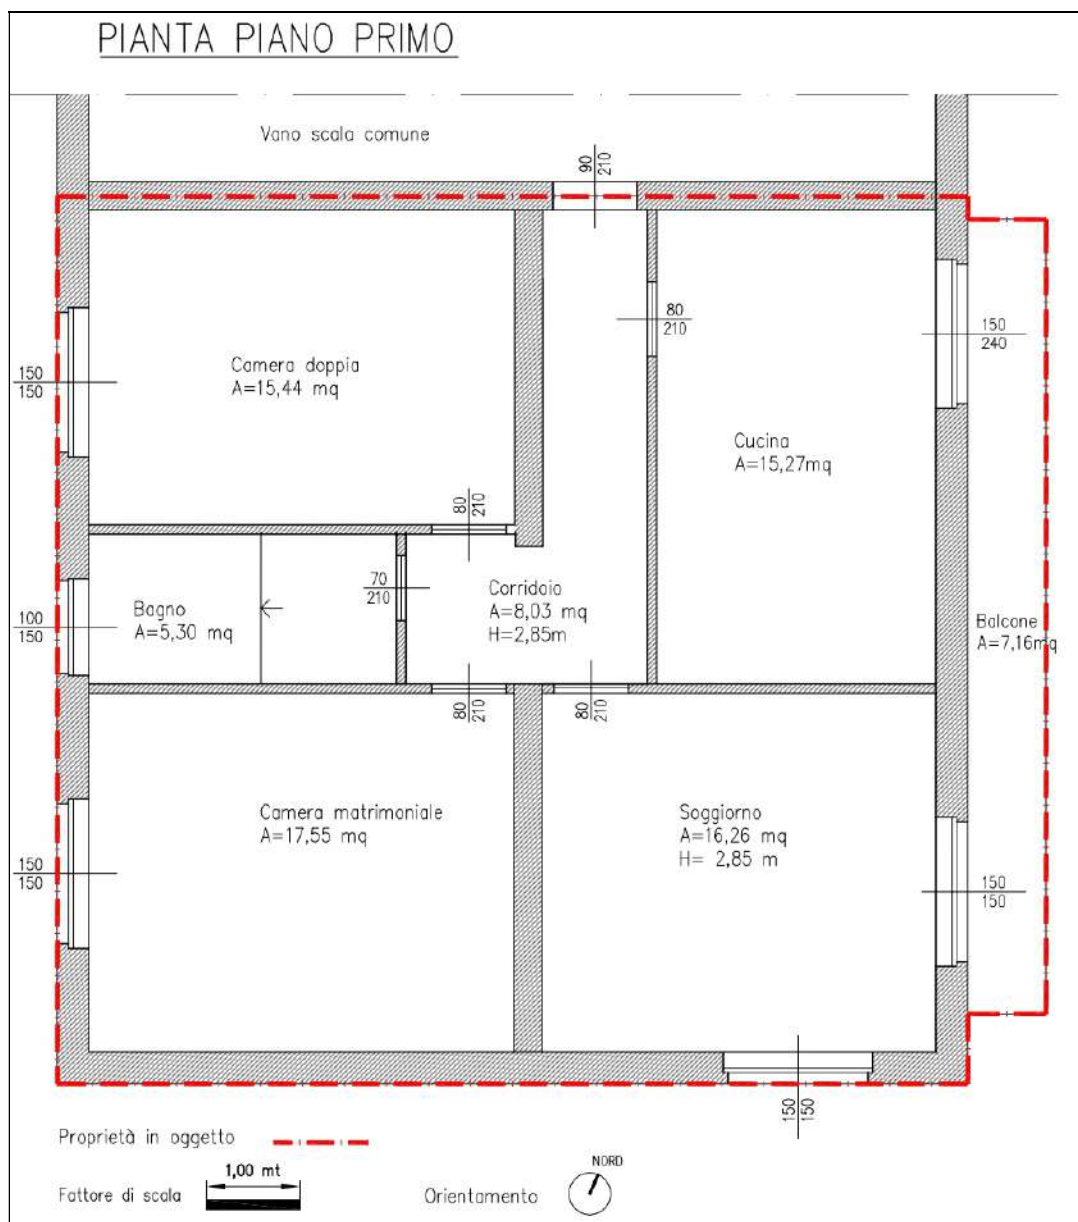 PIANTA PIANO PRIMO
Vano scala comune
90
210
80
210
150
240
Camera doppia
A=15,44 mq
150
150
Cucina
A=15,27mq
80
210
70
210
Corridoio
A=8,03 mq
H=2,85m
Bagno
A=5,30 mq
100
150
Balcone
A=7,16mq
80
210
80
210
Camera matrimoniale
A=17,55 mq
150
150
Soggiorno
A=16,26 mq
H= 2,85 m
150
150
150
150
Proprietà in oggetto
Fattore di scala
1,00 mt
Orientamento
NORD